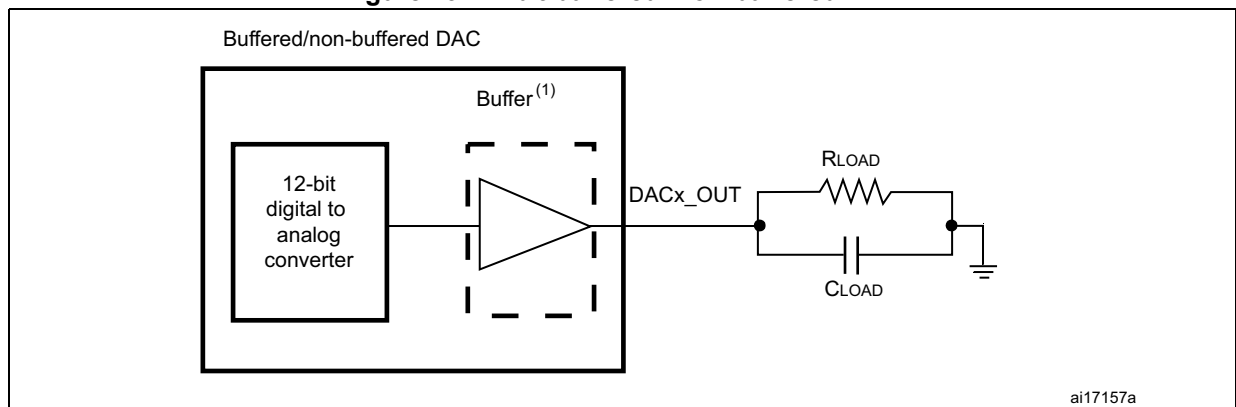 Buffered/non-buffered DAC
Buffer(1)
12-bit
digital to
analog
converter
DACx_OUT
RLOAD
CLOAD
ai17157a